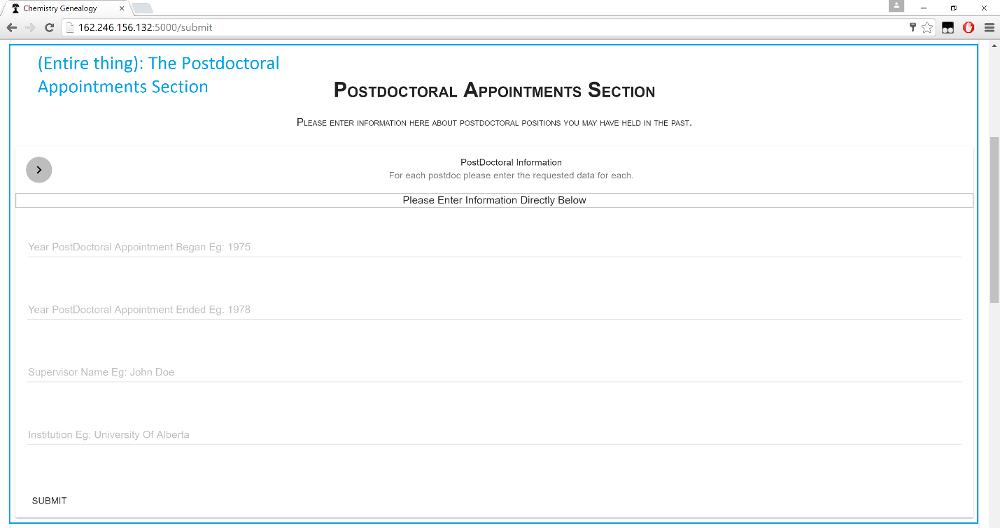 Chemistry Genealogy
162.246.156.132:5000/submit
(Entire thing): The Postdoctoral
Appointments Section
Postdoctoral Appointments Section
Please enter information here about postdoctoral positions you may have held in the past.
PostDoctoral Information
For each postdoc please enter the requested data for each.
Please Enter Information Directly Below
Year PostDoctoral Appointment Began Eg: 1975
Year PostDoctoral Appointment Ended Eg: 1978
Supervisor Name Eg: John Doe
Institution Eg: University Of Alberta
SUBMIT